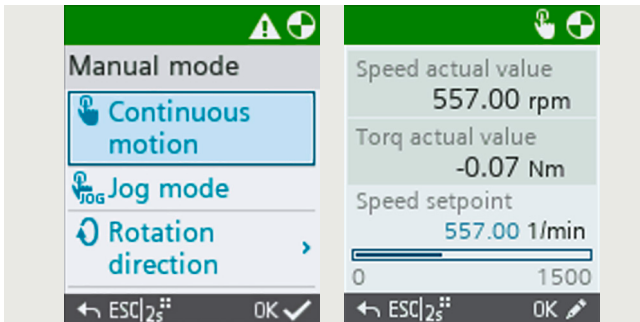 Manual mode
Continuous
motion
JOG Jog mode
Rotation
direction
ESC|2s
OK
Speed actual value
557.00 rpm
Torq actual value
-0.07 Nm
Speed setpoint
557.00 1/min
0 1500
ESC|2s
OK